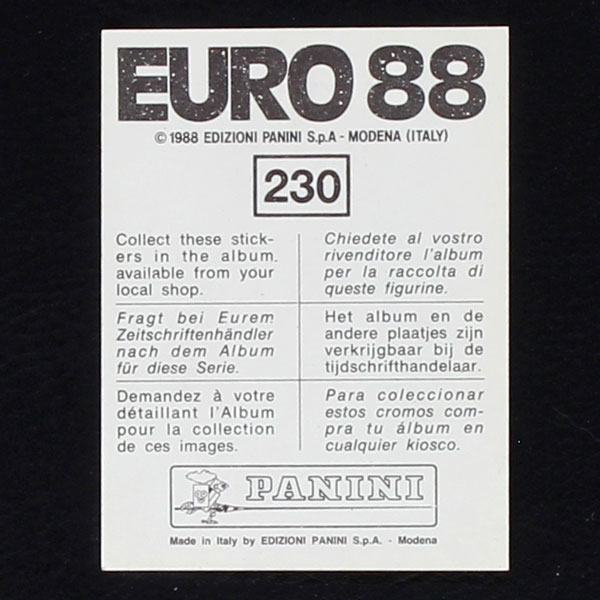 EURO 88
© 1988 EDIZIONI PANINI S.p.A - MODENA (ITALY)
230
Collect these stick-
ers in the album.
available from your
local shop.
Chiedete al vostro
rivenditore l'album
per la raccolta di
queste figurine.
Fragt bei Eurem
Zeitschriftenhändler
nach dem Album
für diese Serie.
Het album en de
andere plaatjes zijn
verkrijgbaar bij de
tijdschrifthandelaar.
Demandez à votre
détaillant l'Album
pour la collection
de ces images.
Para coleccionar
estos cromos com-
pra tu álbum en
cualquier kiosco.
PANINI
Made in Italy by EDIZIONI PANINI S.p.A. - Modena